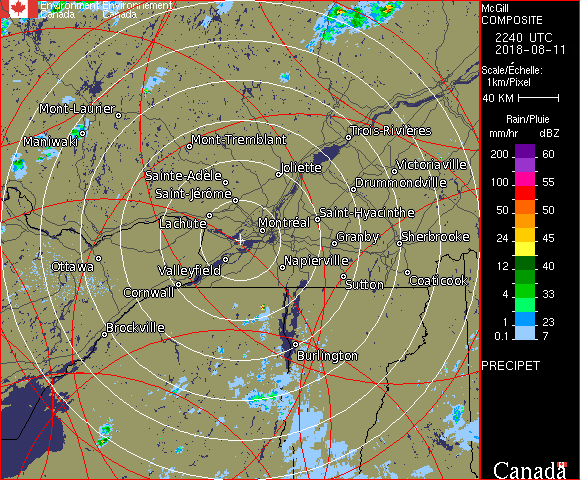 Environment Environnement
Canada Canada
McGill
COMPOSITE
2240 UTC
2018-08-11
Scale/Échelle:
1km/Pixel
40 KM
Rain/Pluie
mm/hr dBZ
200 60
100 55
50 50
24 45
12 40
4 33
2 28
1 23
0.1 7
PRECIPET
Canada
Mont-Laurier
Maniwaki
Mont-Tremblant
Trois-Rivières
Sainte-Adèle
Joliette
Victoriaville
Saint-Jérôme
Drummondville
Lachute
Montréal
Saint-Hyacinthe
Granby
Sherbrooke
Ottawa
Valleyfield
Napierville
Cornwall
Sutton
Coaticook
Brockville
Burlington